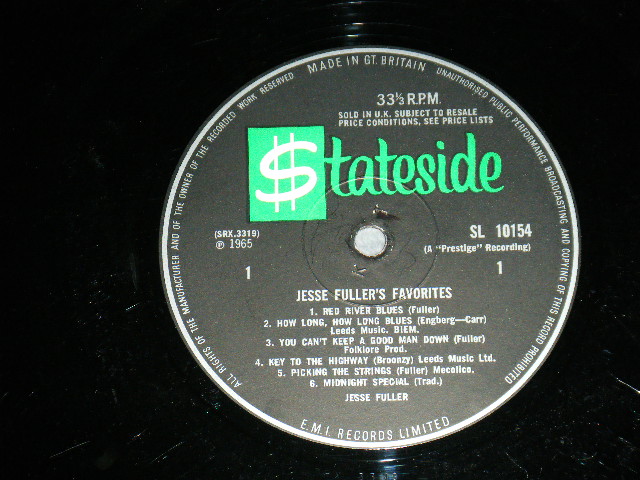 MADE IN GT. BRITAIN
UNAUTHORISED PUBLIC PERFORMANCE BROADCASTING AND COPYING OF THIS RECORD PROHIBITED
ALL RIGHTS OF THE MANUFACTURER AND OF THE OWNER OF THE RECORDED WORK RESERVED
33⅓ R.P.M.
SOLD IN U.K. SUBJECT TO RESALE
PRICE CONDITIONS, SEE PRICE LISTS
$tateside
(SRX.3319)
℗ 1965
1
SL 10154
(A "Prestige" Recording)
1
JESSE FULLER'S FAVORITES
1. RED RIVER BLUES (Fuller)
2. HOW LONG, HOW LONG BLUES (Engberg—Carr)
Leeds Music. BIEM.
3. YOU CAN'T KEEP A GOOD MAN DOWN (Fuller)
Folklore Prod.
4. KEY TO THE HIGHWAY (Broonzy) Leeds Music Ltd.
5. PICKING THE STRINGS (Fuller) Mecolico.
6. MIDNIGHT SPECIAL (Trad.)
JESSE FULLER
E.M.I RECORDS LIMITED